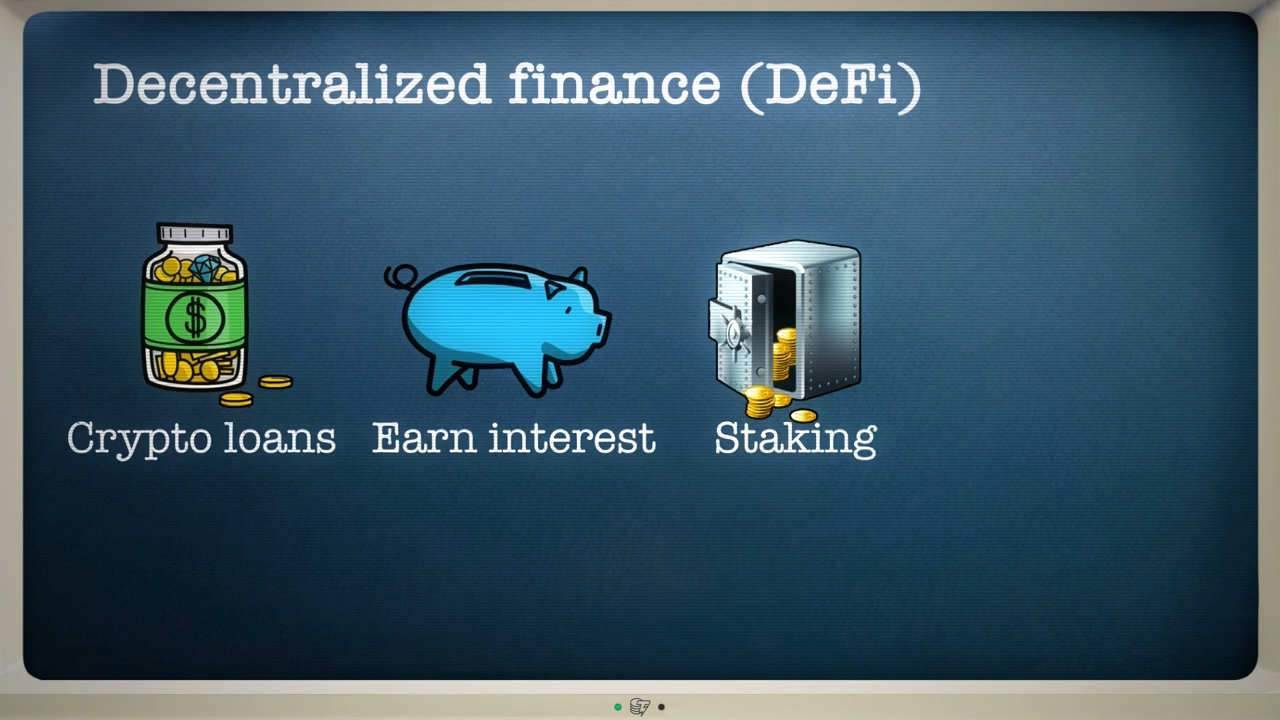 Decentralized finance (DeFi)
$
Crypto loans
Earn interest
Staking